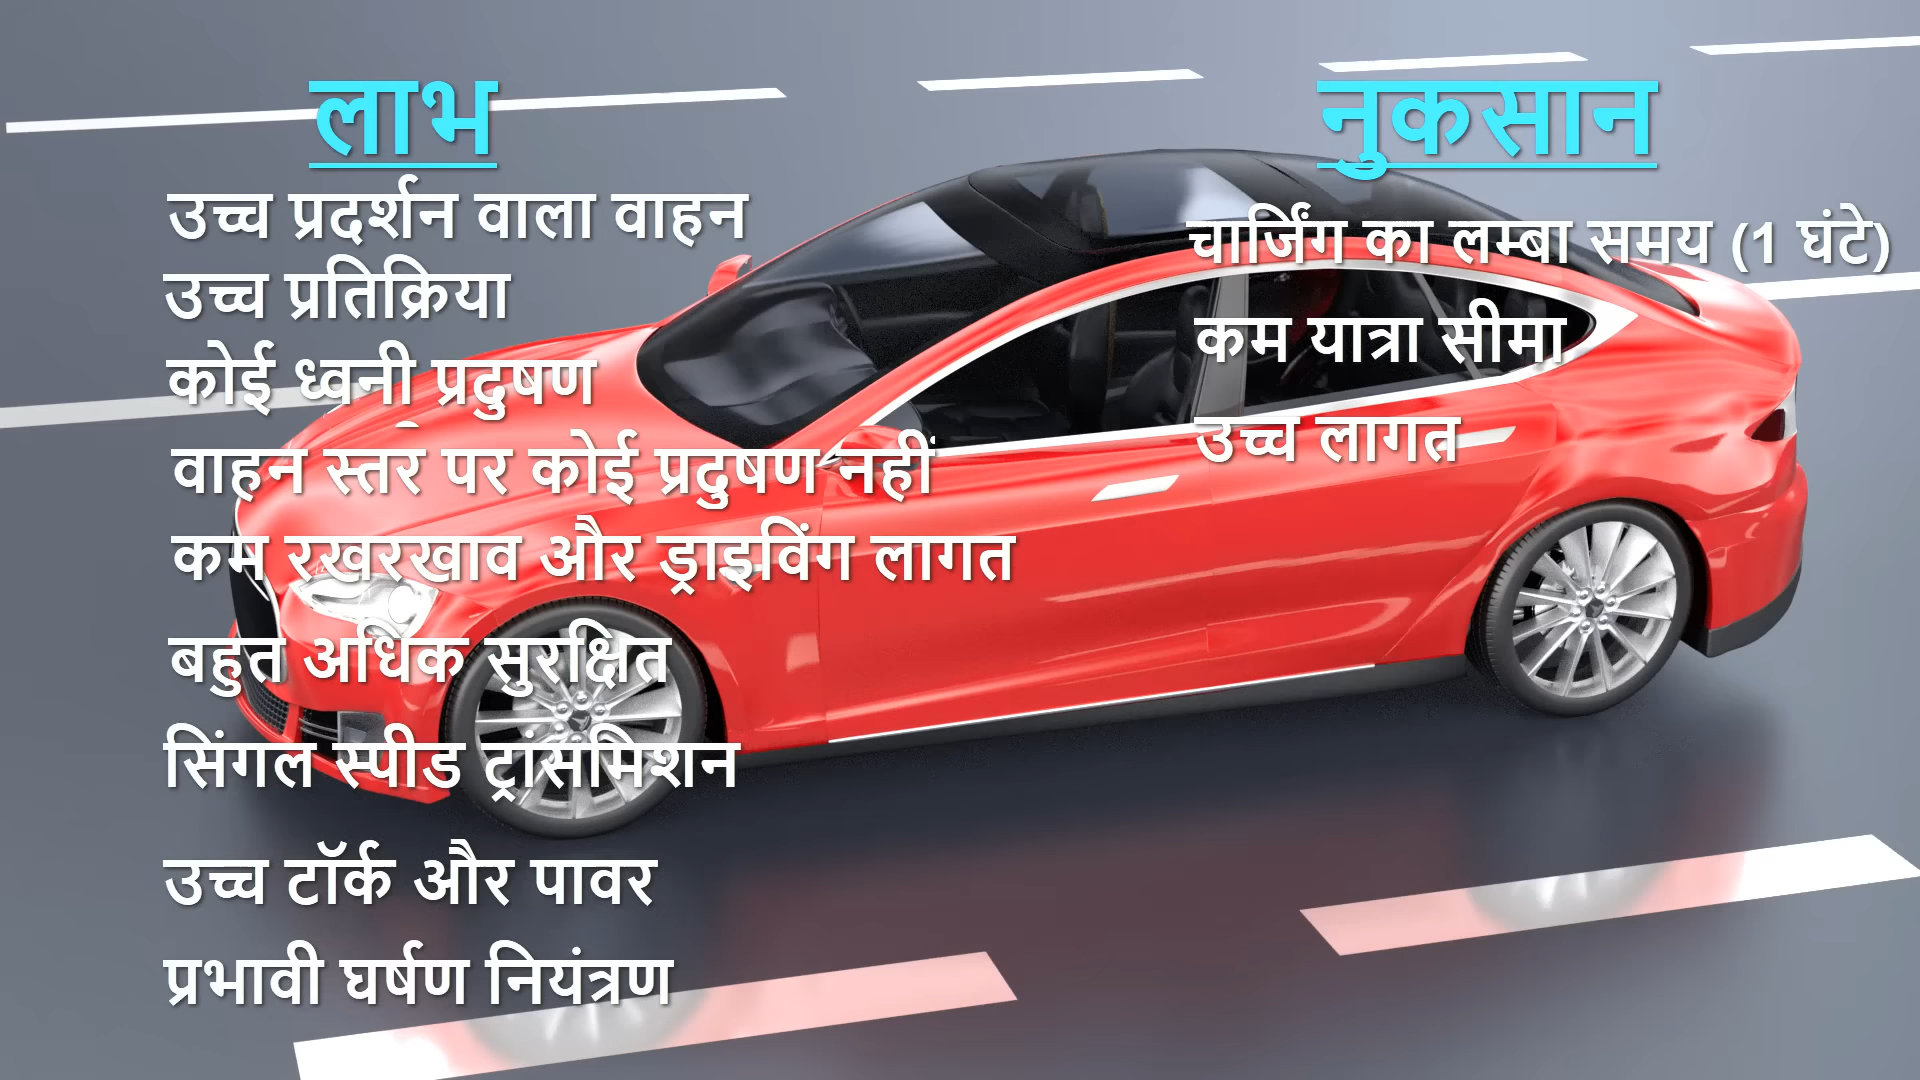 लाभ
उच्च प्रदर्शन वाला वाहन
उच्च प्रतिक्रिया
कोई ध्वनी प्रदुषण
वाहन स्तर पर कोई प्रदुषण नहीं
कम रखरखाव और ड्राइविंग लागत
बहुत अधिक सुरक्षित
सिंगल स्पीड ट्रासमिशन
उच्च टॉर्क और पावर
प्रभावी घर्षण नियंत्रण
नुकसान
चार्जिंग का लम्बा समय (1 घंटे)
कम यात्रा सीमा
उच्च लागत